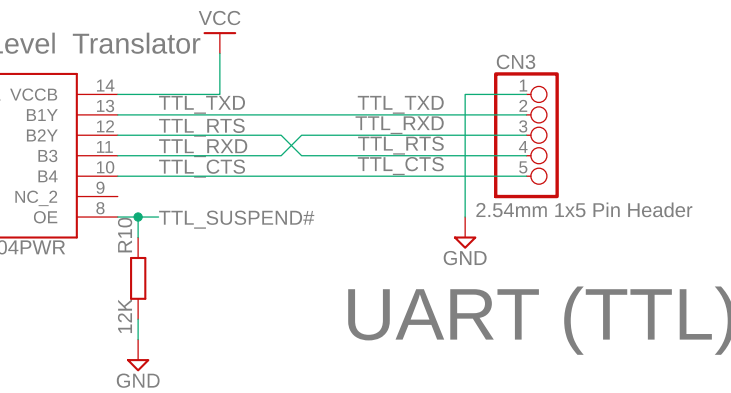 VCC
Level Translator
CN3
14
VCCB
1
13
TTL_TXD
TTL_TXD
B1Y
2
12
TTL_RTS
TTL_RXD
B2Y
3
11
TTL_RXD
TTL_RTS
B3
4
10
TTL_CTS
TTL_CTS
B4
5
9
NC_2
8
OE
TTL_SUSPEND#
2.54mm 1x5 Pin Header
R10
04PWR
GND
12K
UART (TTL)
GND